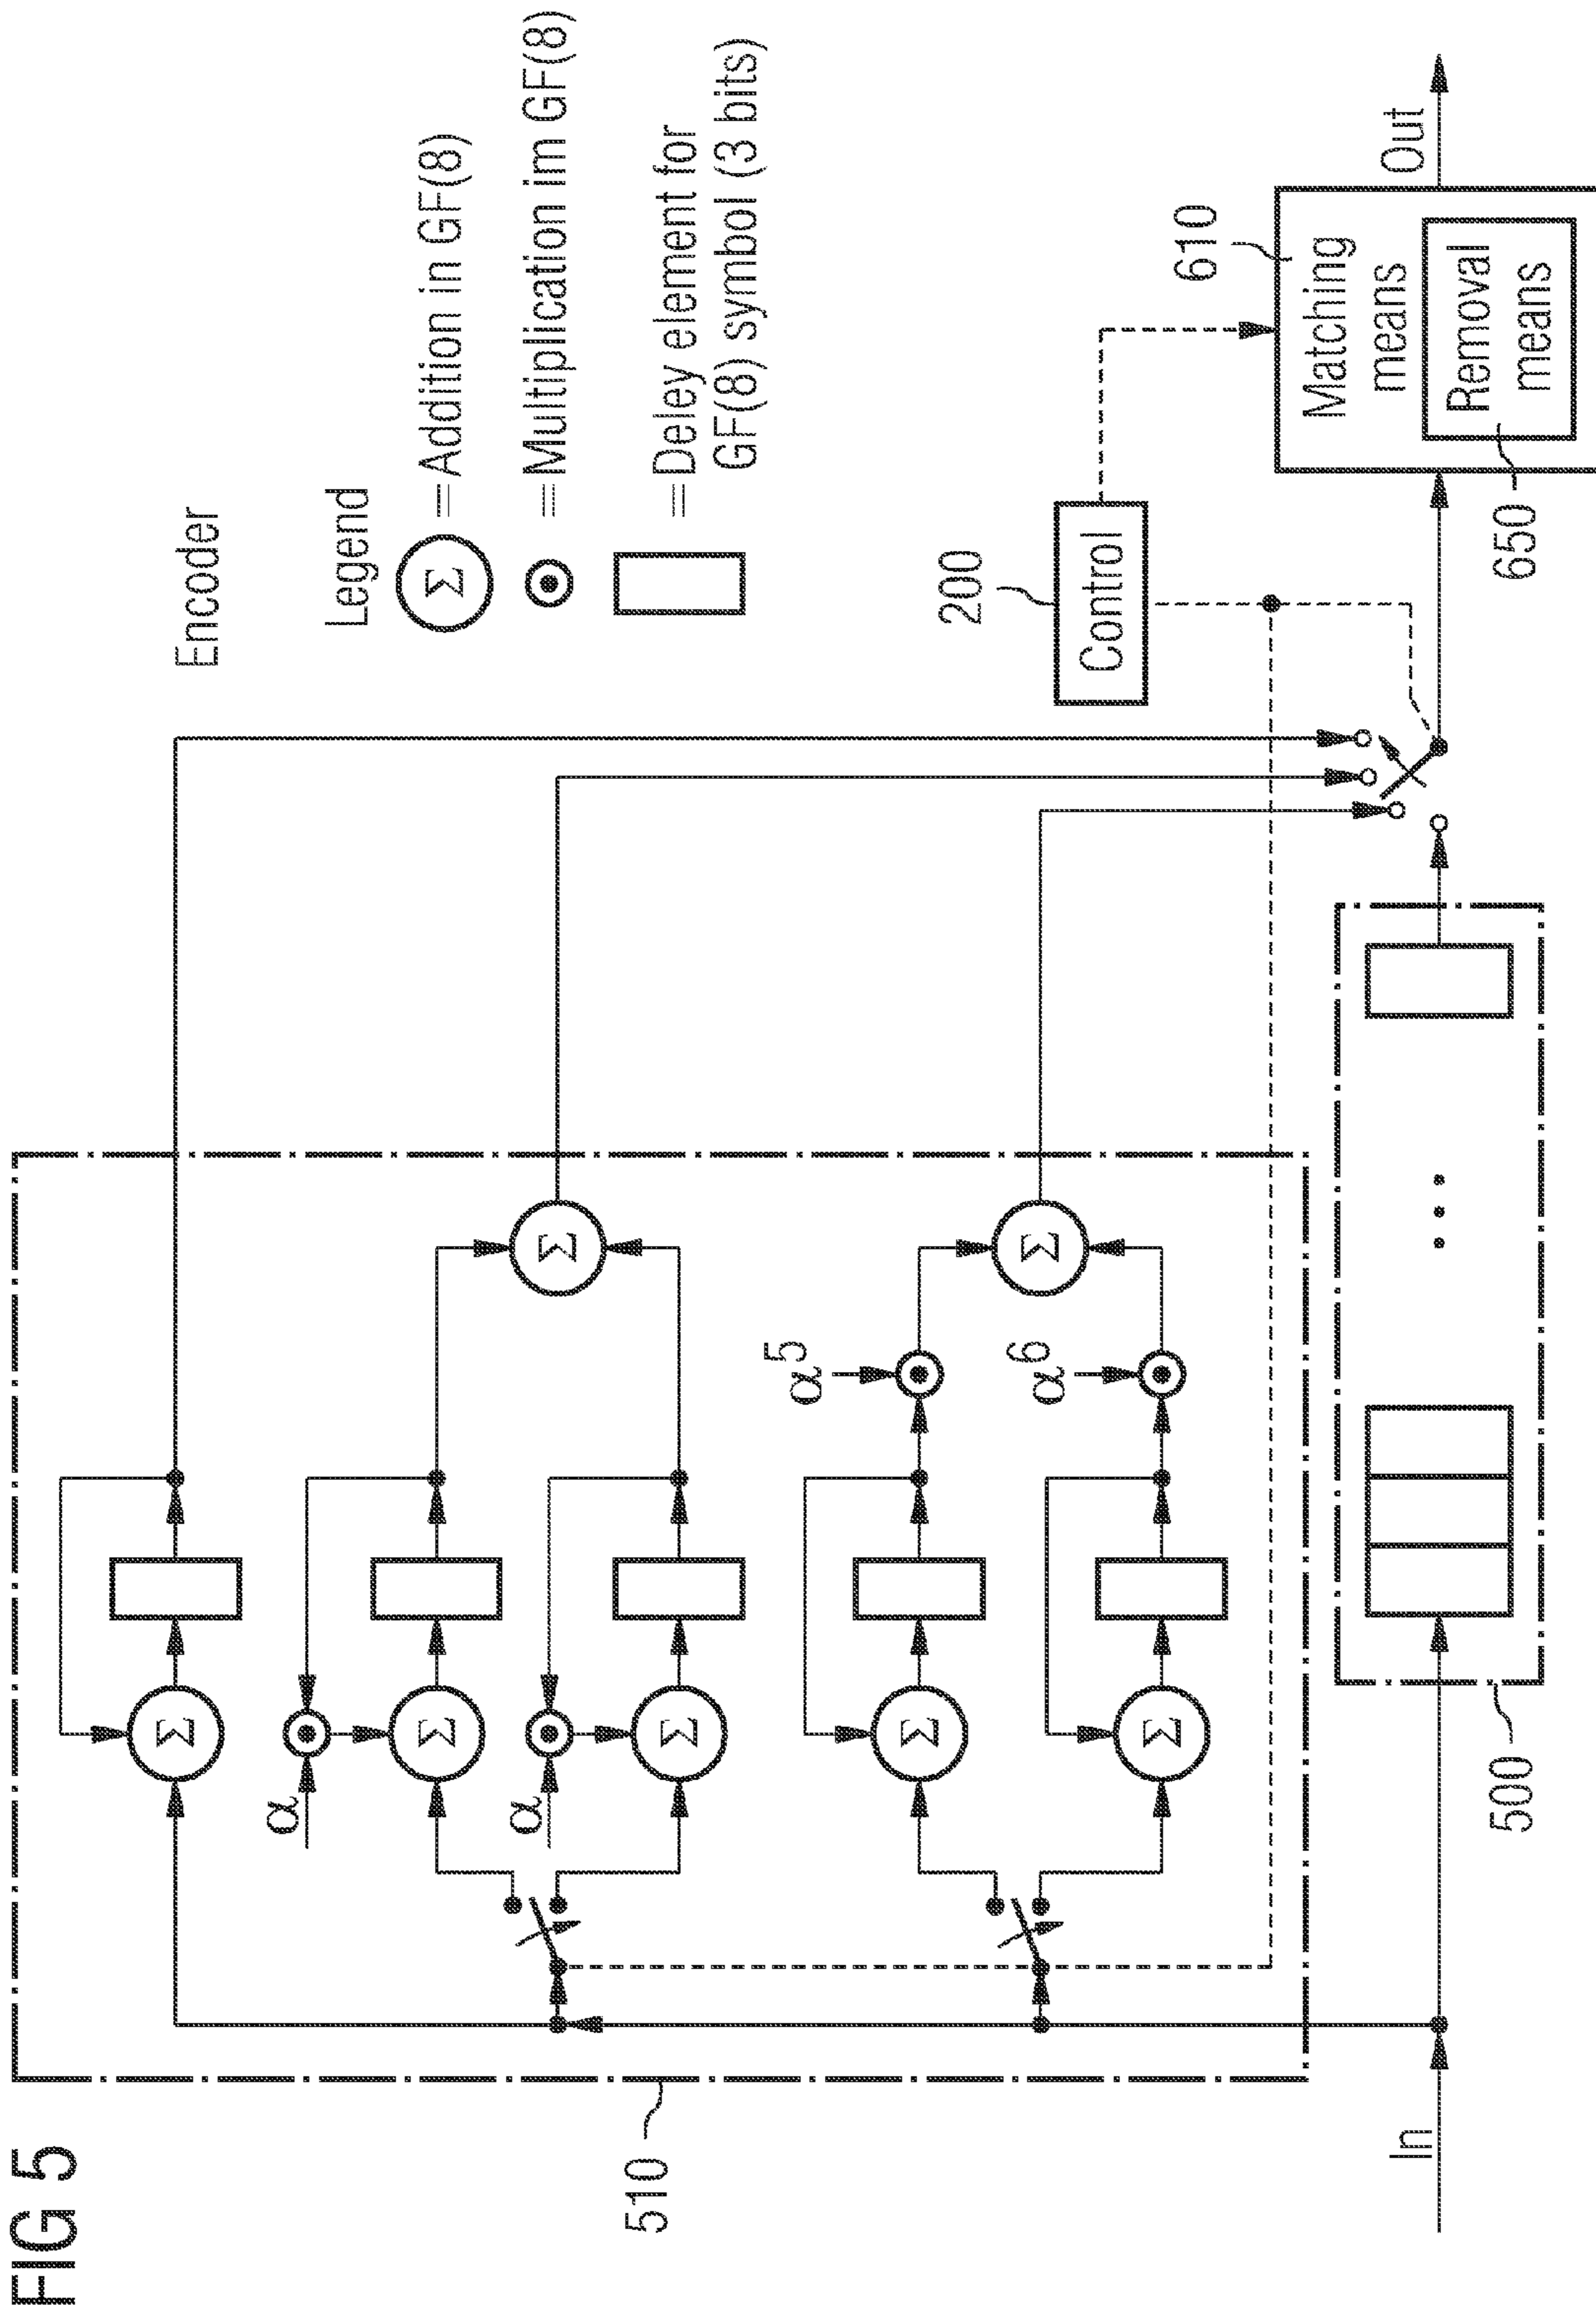 FIG 5
Encoder
Legend
Σ =Addition in GF(8)
=Multiplication im GF(8)
=Deley element for
GF(8) symbol (3 bits)
510
Σ
α
Σ
α
Σ
Σ
Σ
Σ
α5
α6
Σ
200
Control
610
Matching
means
Removal
means
650
Out
In
500